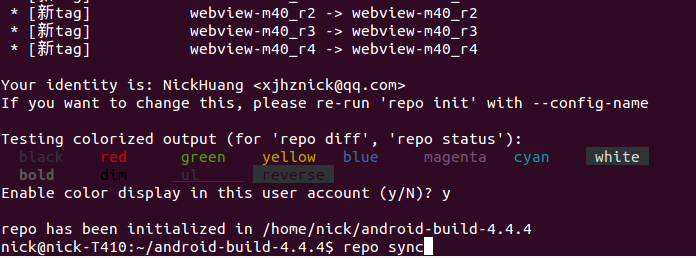 * [新tag]          webview-m40_r2 -> webview-m40_r2
* [新tag]          webview-m40_r3 -> webview-m40_r3
* [新tag]          webview-m40_r4 -> webview-m40_r4
Your identity is: NickHuang <xjhznick@qq.com>
If you want to change this, please re-run 'repo init' with --config-name
Testing colorized output (for 'repo diff', 'repo status'):
black    red      green    yellow   blue     magenta   cyan     white
bold     dim      ul       reverse
Enable color display in this user account (y/N)? y
repo has been initialized in /home/nick/android-build-4.4.4
nick@nick-T410:~/android-build-4.4.4$ repo sync